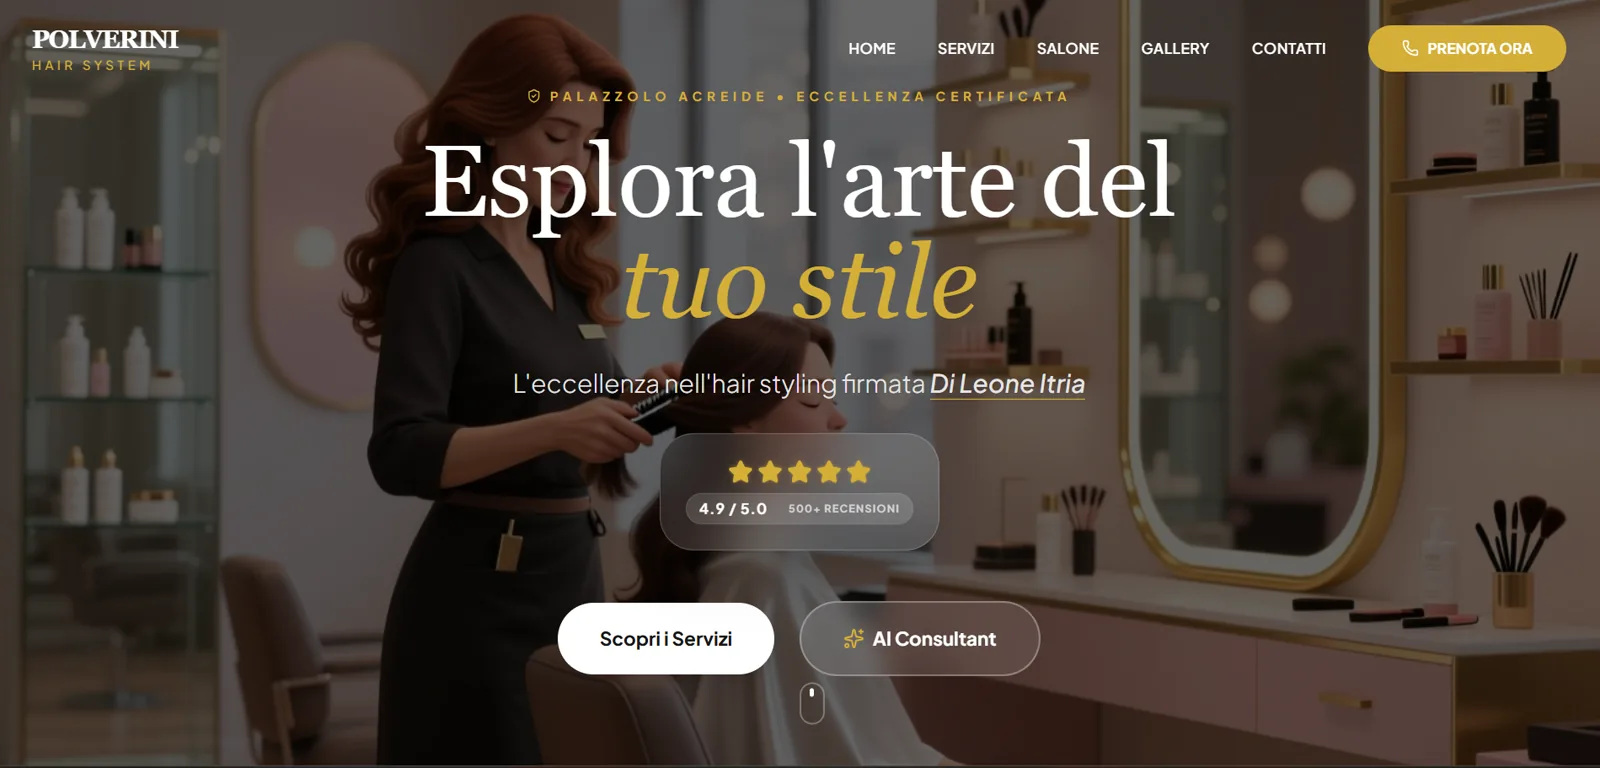 POLVERINI
HAIR SYSTEM
HOME SERVIZI SALONE GALLERY CONTATTI PRENOTA ORA
PALAZZOLO ACREIDE • ECCELLENZA CERTIFICATA
Esplora l'arte del
tuo stile
L'eccellenza nell'hair styling firmata Di Leone Itria
4.9 / 5.0 500+ RECENSIONI
Scopri i Servizi AI Consultant